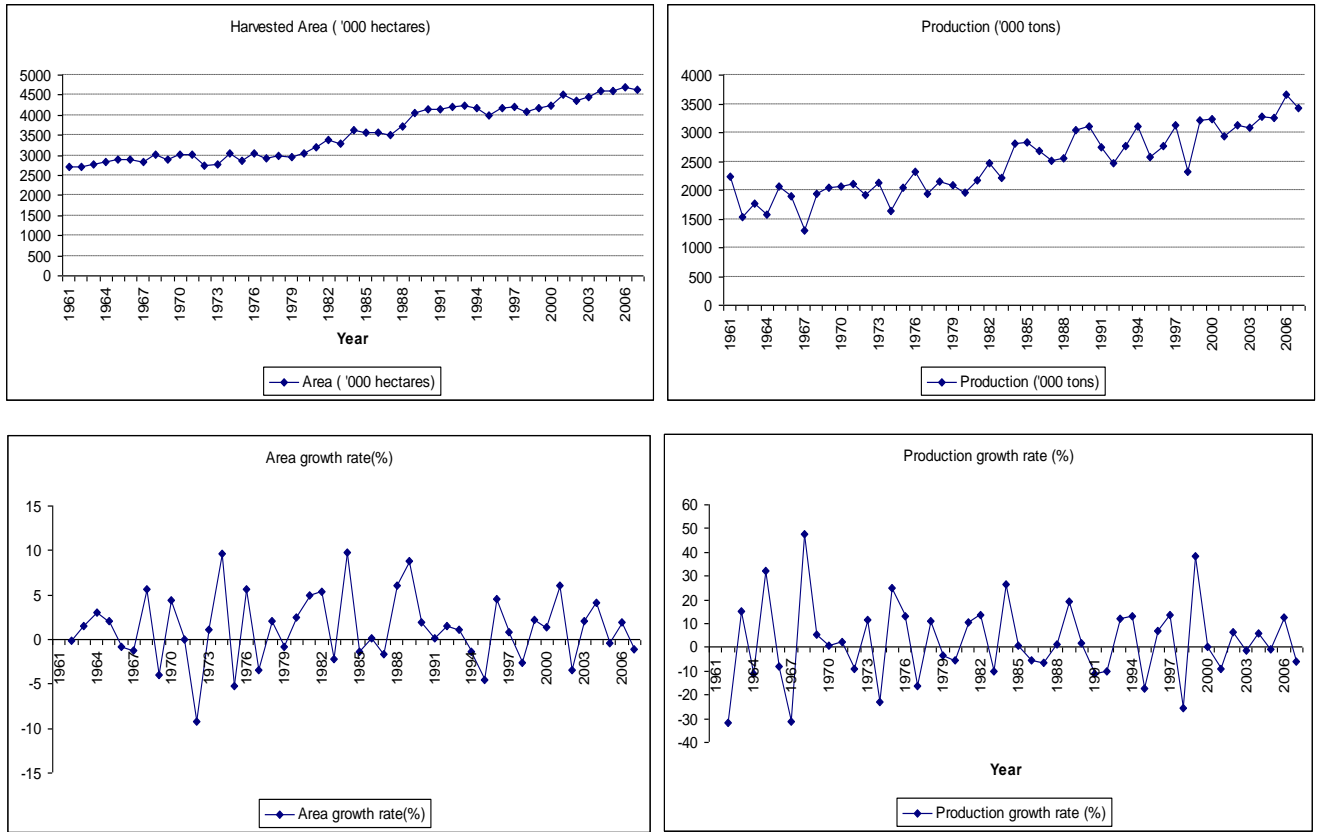 Harvested Area ( '000 hectares)
5000
4500
4000
3500
3000
2500
2000
1500
1000
500
0
1961 1964 1967 1970 1973 1976 1979 1982 1985 1988 1991 1994 1997 2000 2003 2006
Year
Area ( '000 hectares)
Production ('000 tons)
4000
3500
3000
2500
2000
1500
1000
500
0
1961 1964 1967 1970 1973 1976 1979 1982 1985 1988 1991 1994 1997 2000 2003 2006
Production ('000 tons)
Area growth rate(%)
15
10
5
0
-5
-10
-15
1961 1964 1967 1970 1973 1976 1979 1982 1985 1988 1991 1994 1997 2000 2003 2006
Area growth rate(%)
Production growth rate (%)
60
50
40
30
20
10
0
-10
-20
-30
-40
1961 1964 1967 1970 1973 1976 1979 1982 1985 1988 1991 1994 1997 2000 2003 2006
Year
Production growth rate (%)